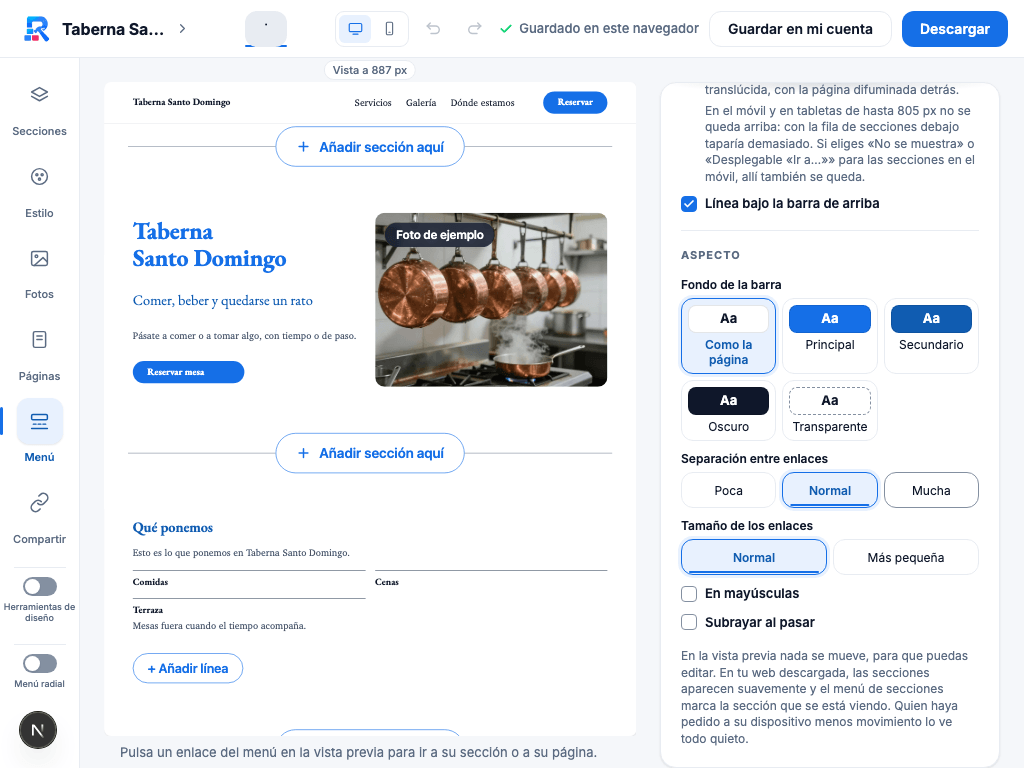 Taberna Sa...
Guardado en este navegador
Guardar en mi cuenta
Descargar
Vista a 887 px
Secciones
Estilo
Fotos
Páginas
Menú
Compartir
Herramientas de
diseño
Menú radial
N
Taberna Santo Domingo
Servicios
Galería
Dónde estamos
Reservar
+ Añadir sección aquí
Taberna
Santo Domingo
Comer, beber y quedarse un rato
Pásate a comer o a tomar algo, con tiempo o de paso.
Reservar mesa
Foto de ejemplo
+ Añadir sección aquí
Qué ponemos
Esto es lo que ponemos en Taberna Santo Domingo.
Comidas
Cenas
Terraza
Mesas fuera cuando el tiempo acompaña.
+ Añadir línea
Pulsa un enlace del menú en la vista previa para ir a su sección o a su página.
translúcida, con la página difuminada detrás.
En el móvil y en tabletas de hasta 805 px no se
queda arriba: con la fila de secciones debajo
taparía demasiado. Si eliges «No se muestra» o
«Desplegable «Ir a...»» para las secciones en el
móvil, allí también se queda.
Línea bajo la barra de arriba
ASPECTO
Fondo de la barra
Aa
Como la
página
Aa
Principal
Aa
Secundario
Aa
Oscuro
Aa
Transparente
Separación entre enlaces
Poca
Normal
Mucha
Tamaño de los enlaces
Normal
Más pequeña
En mayúsculas
Subrayar al pasar
En la vista previa nada se mueve, para que puedas
editar. En tu web descargada, las secciones
aparecen suavemente y el menú de secciones
marca la sección que se está viendo. Quien haya
pedido a su dispositivo menos movimiento lo ve
todo quieto.